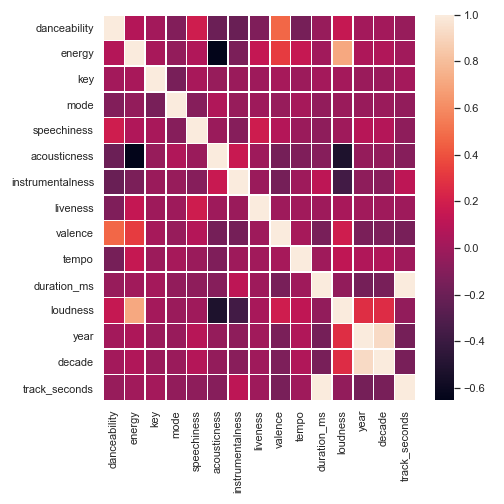 danceability
energy
key
mode
speechiness
acousticness
instrumentalness
liveness
valence
tempo
duration_ms
loudness
year
decade
track_seconds
danceability
energy
key
mode
speechiness
acousticness
instrumentalness
liveness
valence
tempo
duration_ms
loudness
year
decade
track_seconds
1.0
0.8
0.6
0.4
0.2
0.0
−0.2
−0.4
−0.6